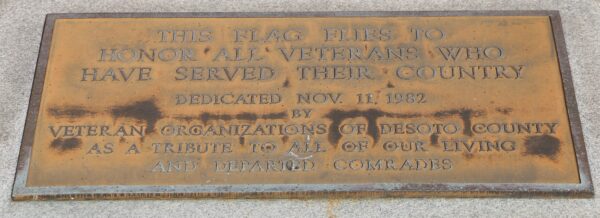 THIS FLAG FLIES TO
HONOR ALL VETERANS WHO
HAVE SERVED THEIR COUNTRY
DEDICATED NOV. 11, 1982
BY
VETERAN ORGANIZATIONS OF DESOTO COUNTY
AS A TRIBUTE TO ALL OF OUR LIVING
AND DEPARTED COMRADES